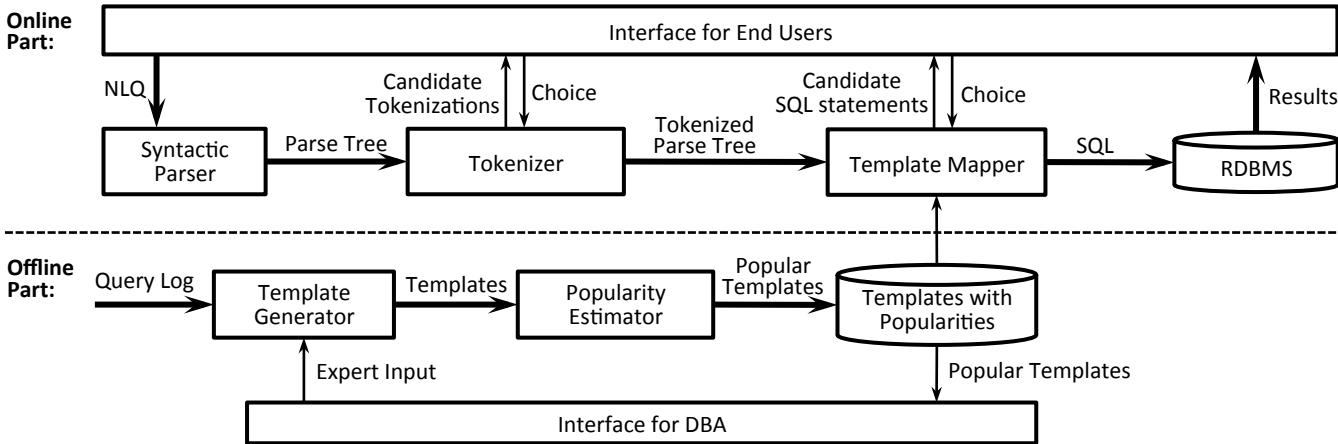 Online
Part:
Interface for End Users
NLQ
Candidate
Tokenizations
Choice
Candidate
SQL statements
Choice
Results
Syntactic
Parser
Parse Tree
Tokenizer
Tokenized
Parse Tree
Template Mapper
SQL
RDBMS
Offline
Part:
Query Log
Template
Generator
Templates
Popularity
Estimator
Popular
Templates
Templates with
Popularities
Expert Input
Popular Templates
Interface for DBA